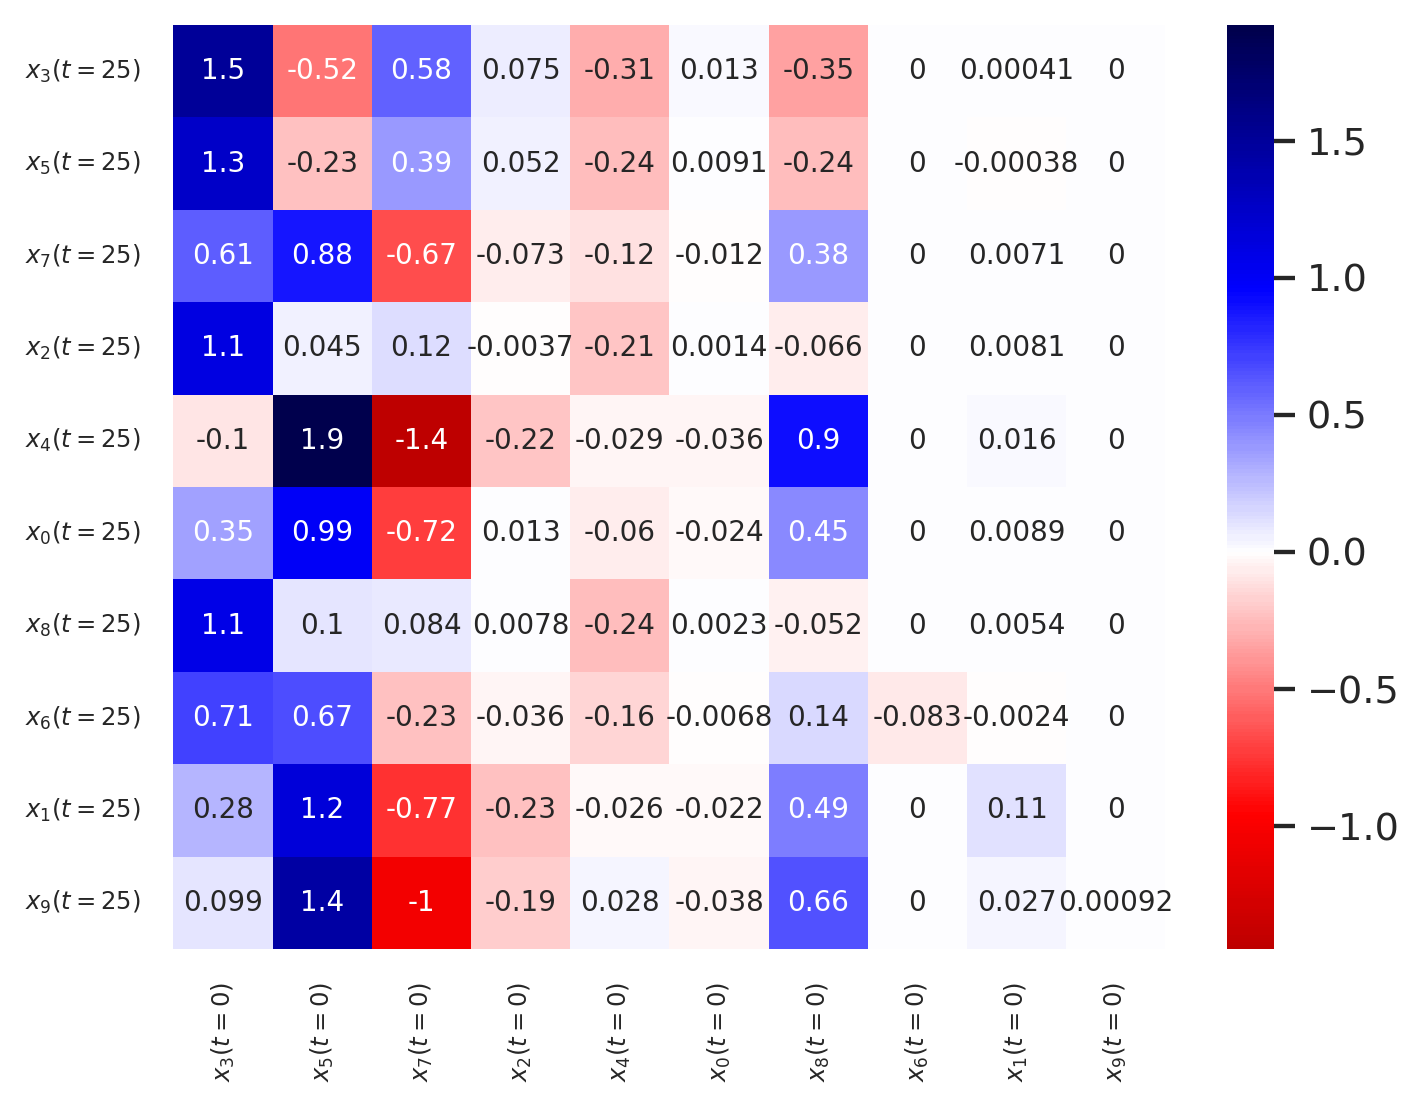 x₃(t = 25) 1.5 -0.52 0.58 0.075 -0.31 0.013 -0.35 0 0.00041 0
x₅(t = 25) 1.3 -0.23 0.39 0.052 -0.24 0.0091 -0.24 0 -0.00038 0
x₇(t = 25) 0.61 0.88 -0.67 -0.073 -0.12 -0.012 0.38 0 0.0071 0
x₂(t = 25) 1.1 0.045 0.12 -0.0037 -0.21 0.0014 -0.066 0 0.0081 0
x₄(t = 25) -0.1 1.9 -1.4 -0.22 -0.029 -0.036 0.9 0 0.016 0
x₀(t = 25) 0.35 0.99 -0.72 0.013 -0.06 -0.024 0.45 0 0.0089 0
x₈(t = 25) 1.1 0.1 0.084 0.0078 -0.24 0.0023 -0.052 0 0.0054 0
x₆(t = 25) 0.71 0.67 -0.23 -0.036 -0.16 -0.0068 0.14 -0.083 -0.0024 0
x₁(t = 25) 0.28 1.2 -0.77 -0.23 -0.026 -0.022 0.49 0 0.11 0
x₉(t = 25) 0.099 1.4 -1 -0.19 0.028 -0.038 0.66 0 0.027 0.00092
x₃(t = 0)
x₅(t = 0)
x₇(t = 0)
x₂(t = 0)
x₄(t = 0)
x₀(t = 0)
x₈(t = 0)
x₆(t = 0)
x₁(t = 0)
x₉(t = 0)
1.5
1.0
0.5
0.0
−0.5
−1.0